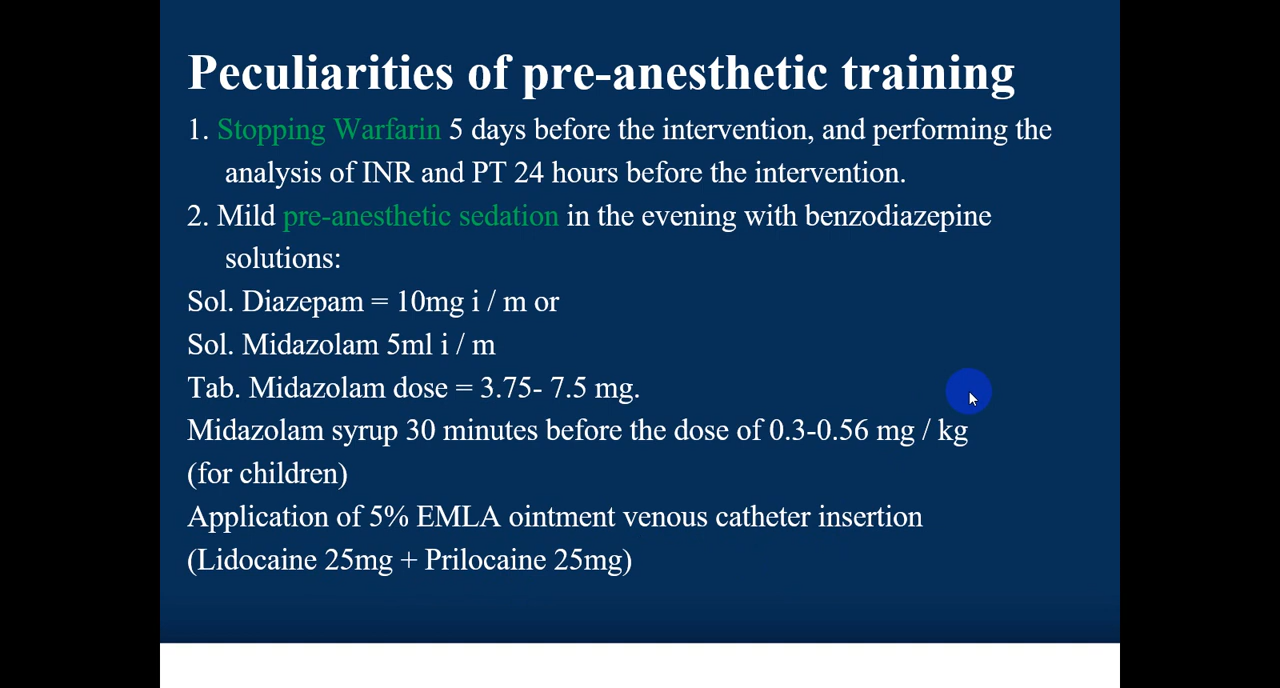 Peculiarities of pre-anesthetic training
1. Stopping Warfarin 5 days before the intervention, and performing the
analysis of INR and PT 24 hours before the intervention.
2. Mild pre-anesthetic sedation in the evening with benzodiazepine
solutions:
Sol. Diazepam = 10mg i / m or
Sol. Midazolam 5ml i / m
Tab. Midazolam dose = 3.75- 7.5 mg.
Midazolam syrup 30 minutes before the dose of 0.3-0.56 mg / kg
(for children)
Application of 5% EMLA ointment venous catheter insertion
(Lidocaine 25mg + Prilocaine 25mg)